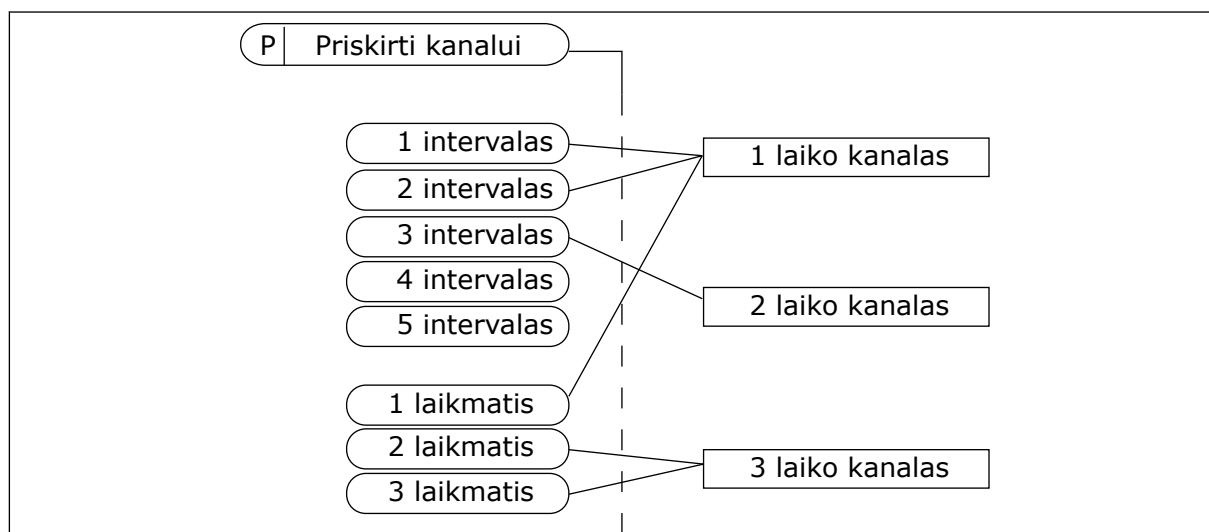 P Priskirti kanalui
1 intervalas
2 intervalas
3 intervalas
4 intervalas
5 intervalas
1 laikmatis
2 laikmatis
3 laikmatis
1 laiko kanalas
2 laiko kanalas
3 laiko kanalas